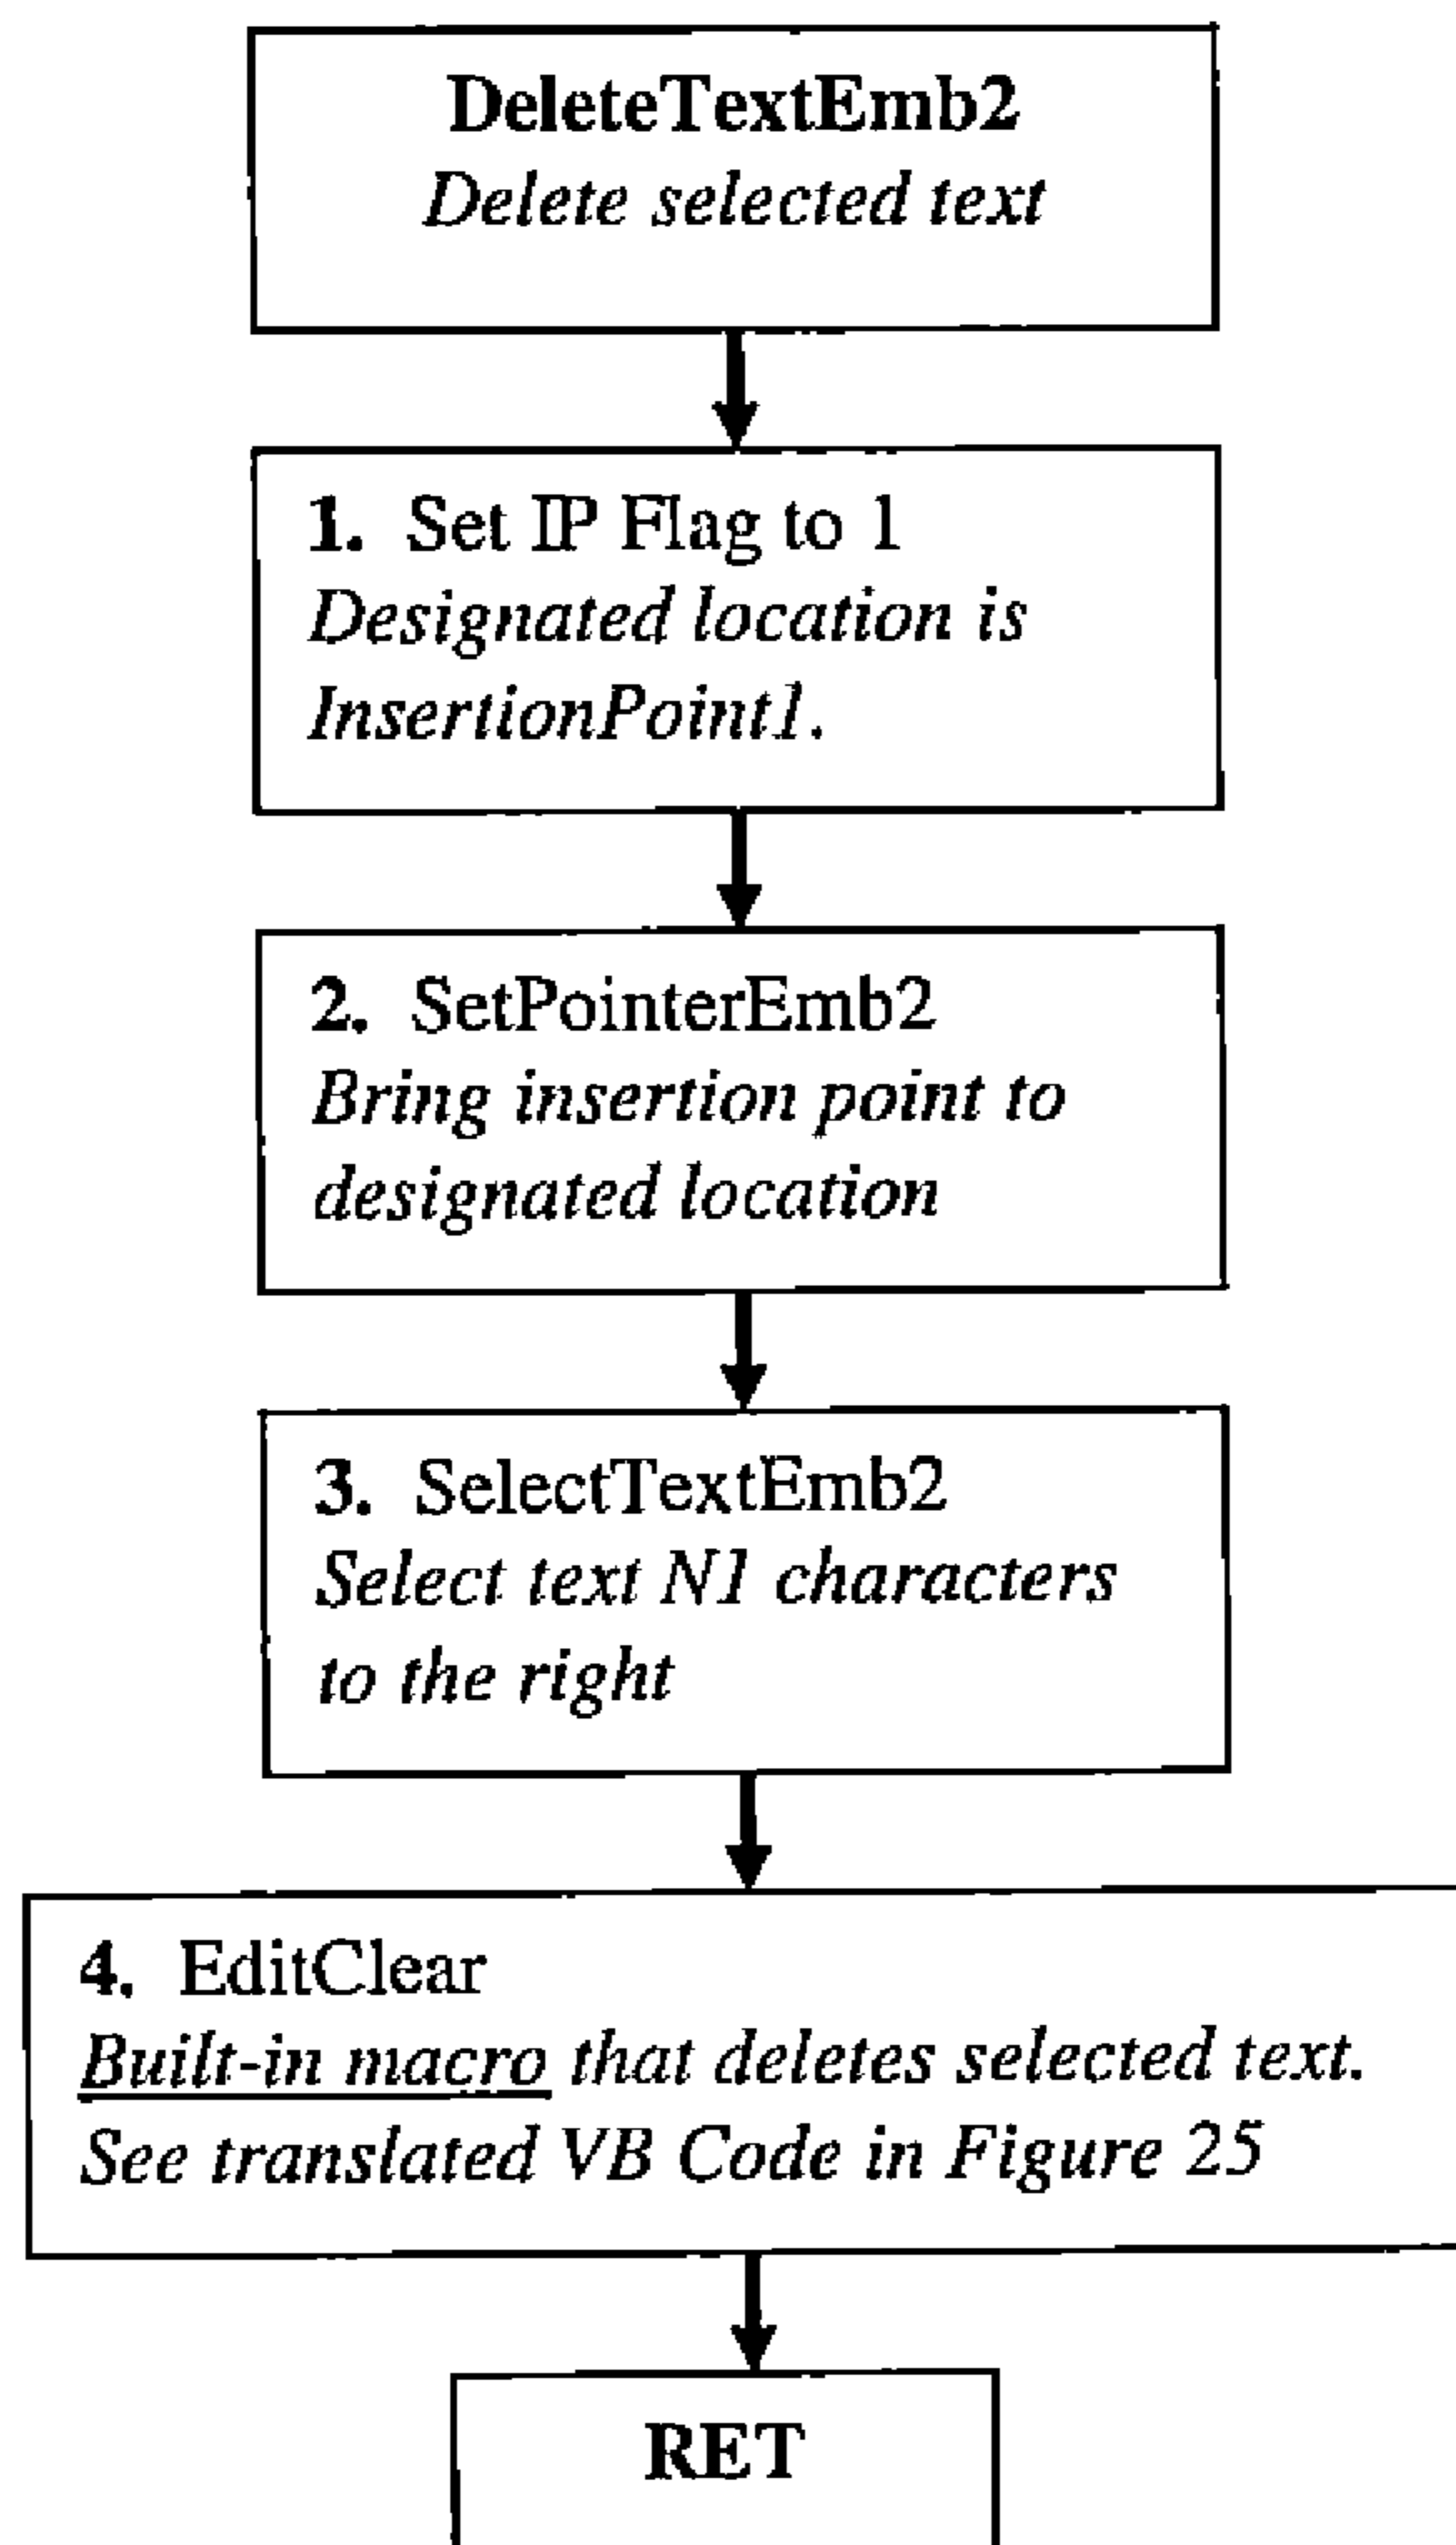 DeleteTextEmb2
Delete selected text
1. Set IP Flag to 1
Designated location is
InsertionPoint1.
2. SetPointerEmb2
Bring insertion point to
designated location
3. SelectTextEmb2
Select text N1 characters
to the right
4. EditClear
Built-in macro that deletes selected text.
See translated VB Code in Figure 25
RET